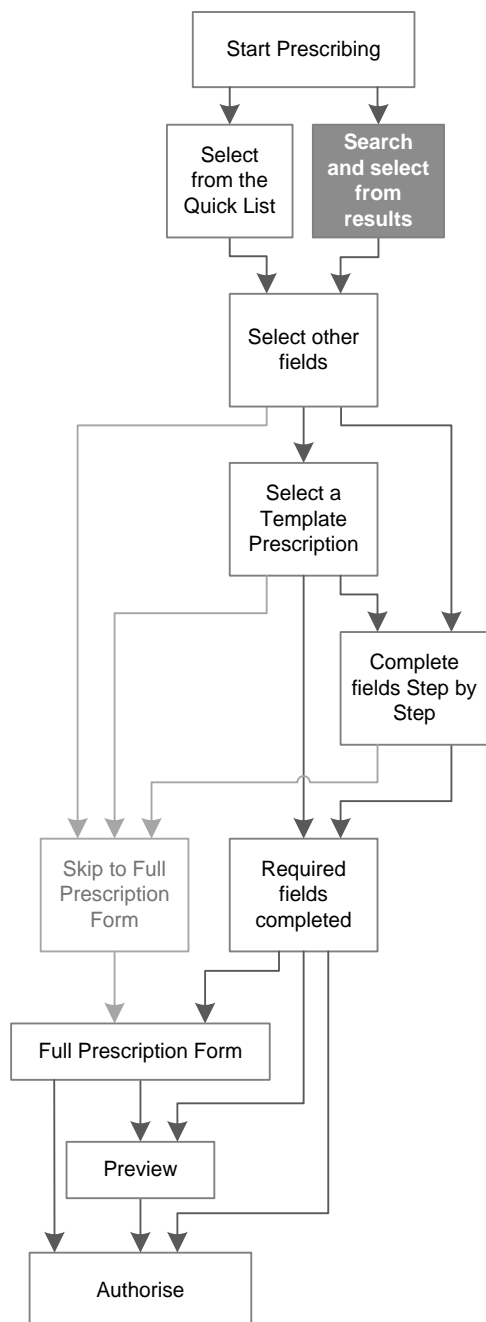 Start Prescribing
Select
from the
Quick List
Search
and select
from
results
Select other
fields
Select a
Template
Prescription
Complete
fields Step by
Step
Skip to Full
Prescription
Form
Required
fields
completed
Full Prescription Form
Preview
Authorise